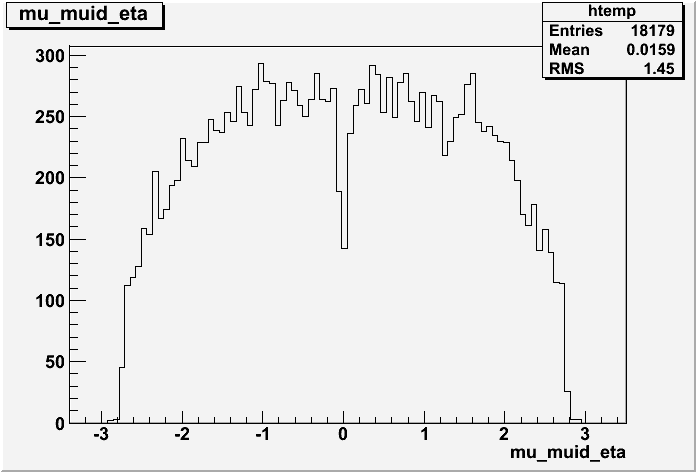 mu_muid_eta
htemp
Entries 18179
Mean 0.0159
RMS 1.45
300
250
200
150
100
50
0
-3 -2 -1 0 1 2 3
mu_muid_eta